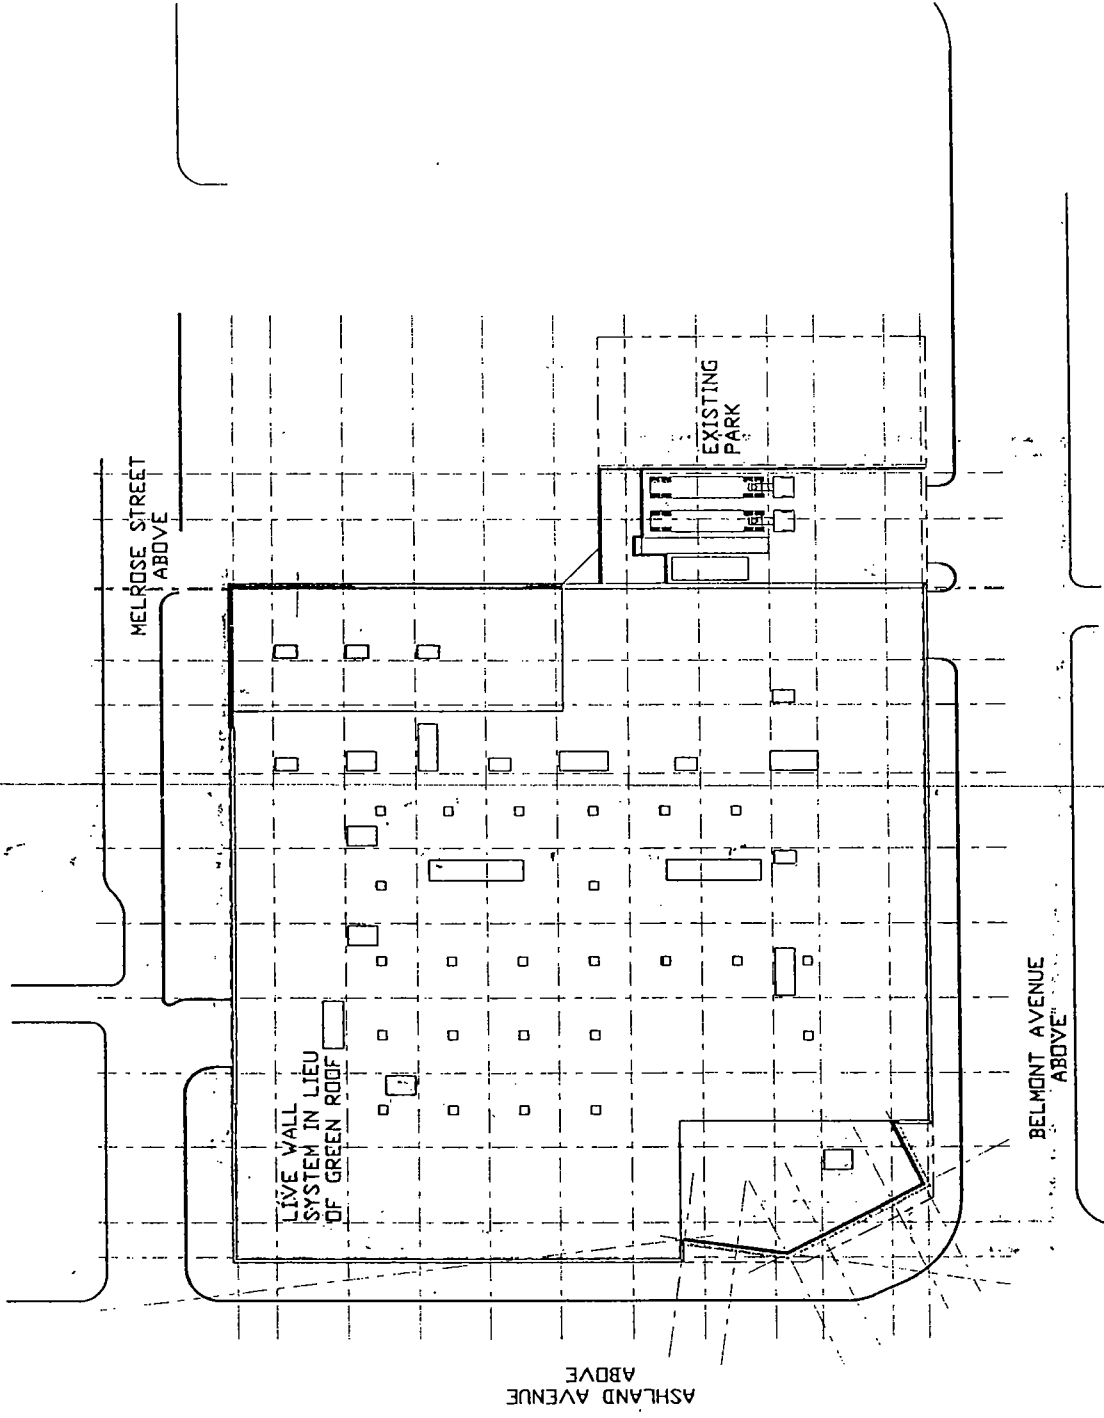 MELROSE STREET
ABOVE
EXISTING
PARK
LIVE WALL
SYSTEM IN LIEU
OF GREEN ROOF
BELMONT AVENUE
ABOVE
ASHLAND AVENUE
ABOVE